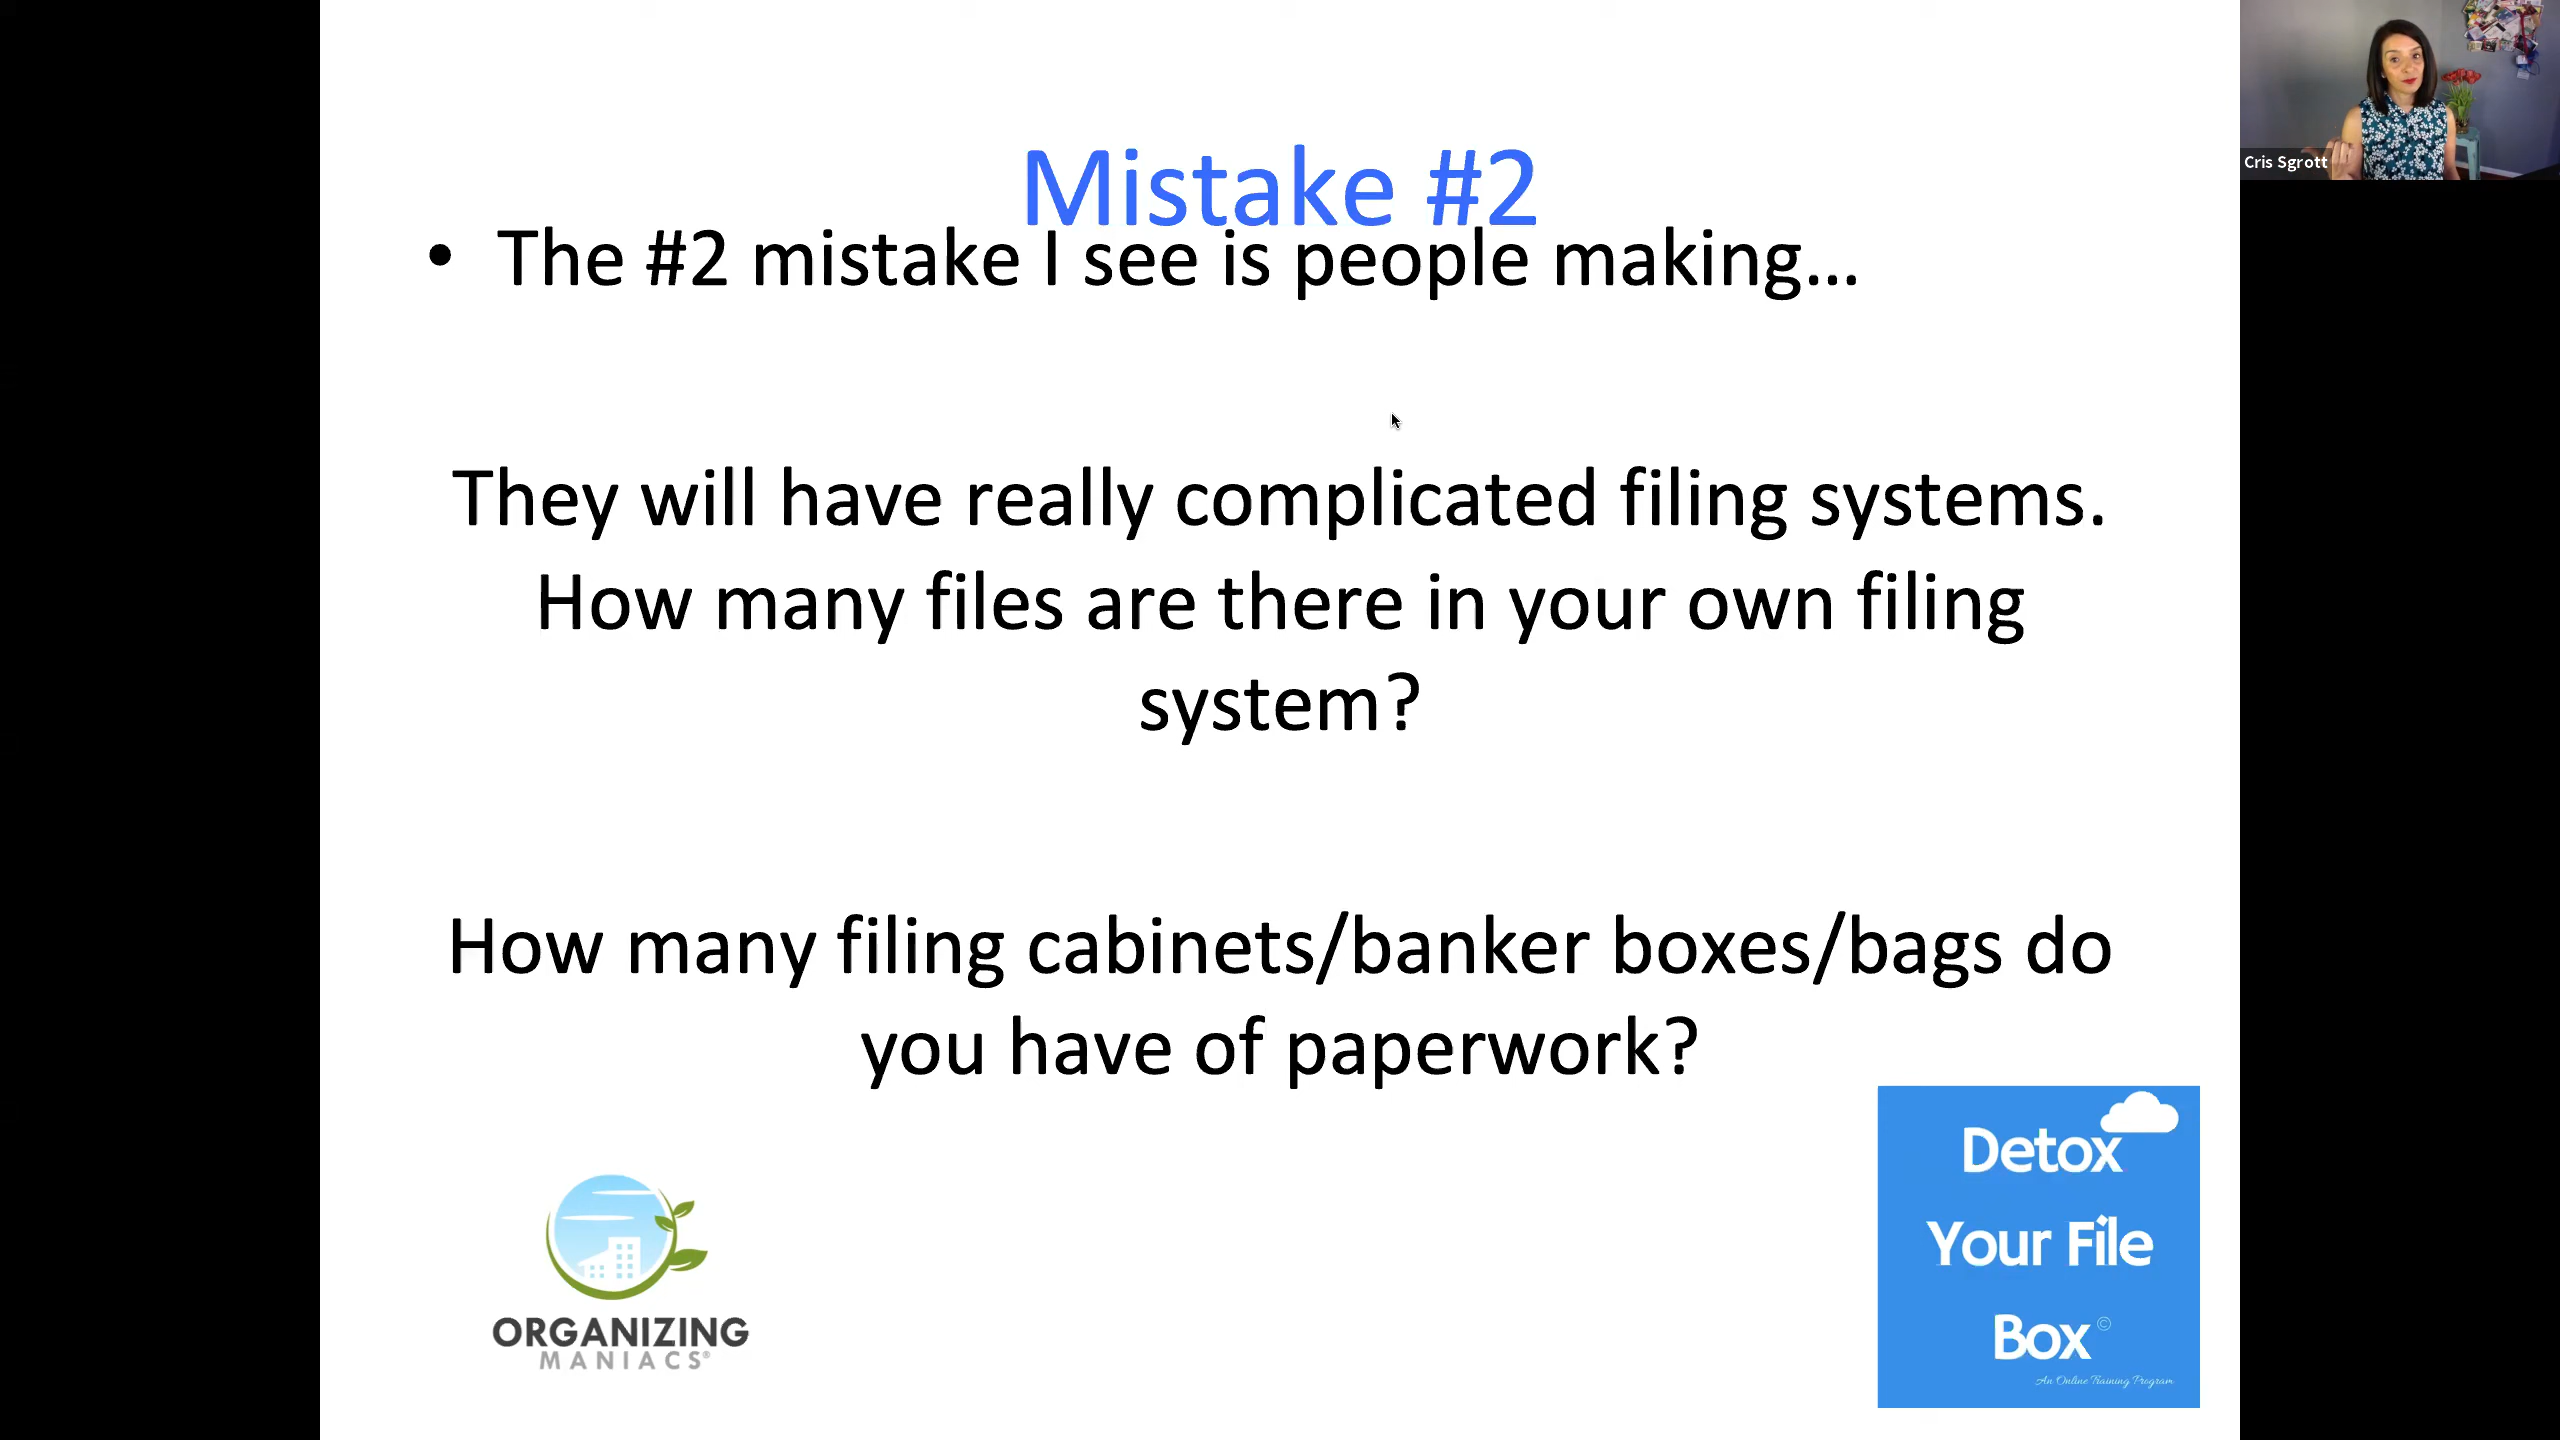 Mistake #2
• The #2 mistake I see is people making...
They will have really complicated filing systems.
How many files are there in your own filing
system?
How many filing cabinets/banker boxes/bags do
you have of paperwork?
ORGANIZING
MANIACS®
Detox
Your File
Box©
An Online Training Program
Cris Sgrott